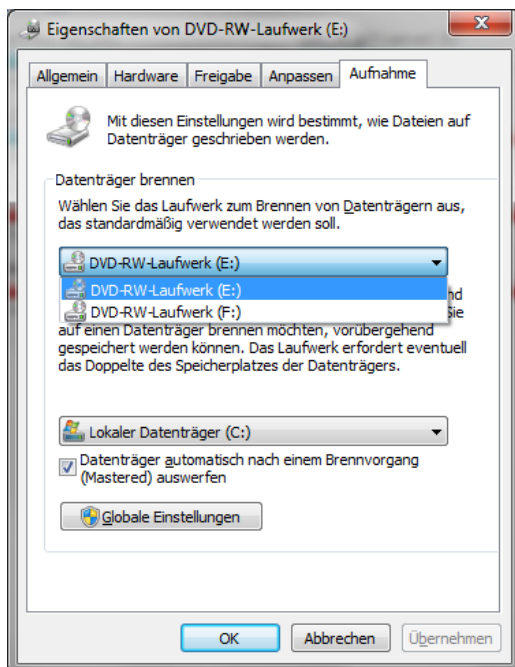 Eigenschaften von DVD-RW-Laufwerk (E:)
Allgemein Hardware Freigabe Anpassen Aufnahme
Mit diesen Einstellungen wird bestimmt, wie Dateien auf
Datenträger geschrieben werden.
Datenträger brennen
Wählen Sie das Laufwerk zum Brennen von Datenträgern aus,
das standardmäßig verwendet werden soll.
DVD-RW-Laufwerk (E:)
DVD-RW-Laufwerk (E:)
DVD-RW-Laufwerk (F:)
Sie
auf einen Datenträger brennen möchten, vorübergehend
gespeichert werden können. Das Laufwerk erfordert eventuell
das Doppelte des Speicherplatzes der Datenträgers.
Lokaler Datenträger (C:)
Datenträger automatisch nach einem Brennvorgang
(Mastered) auswerfen
Globale Einstellungen
OK Abbrechen Übernehmen